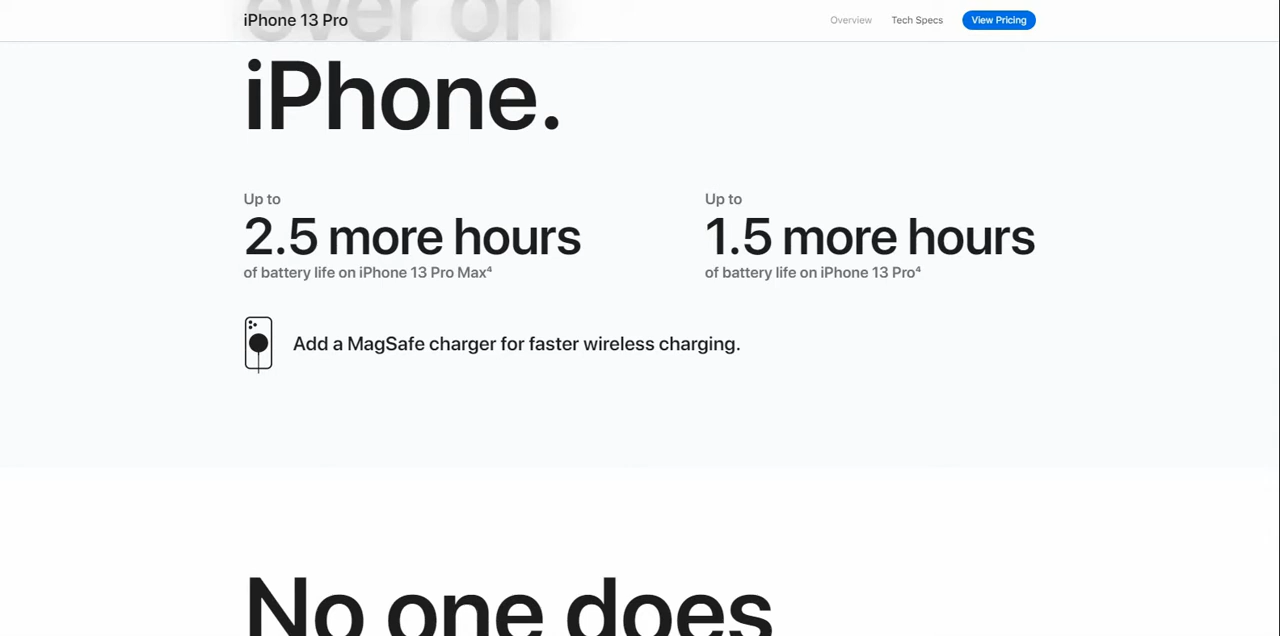 iPhone 13 Pro
Overview
Tech Specs
View Pricing
ever on
iPhone.
Up to
2.5 more hours
of battery life on iPhone 13 Pro Max⁴
Up to
1.5 more hours
of battery life on iPhone 13 Pro⁴
Add a MagSafe charger for faster wireless charging.
No one does